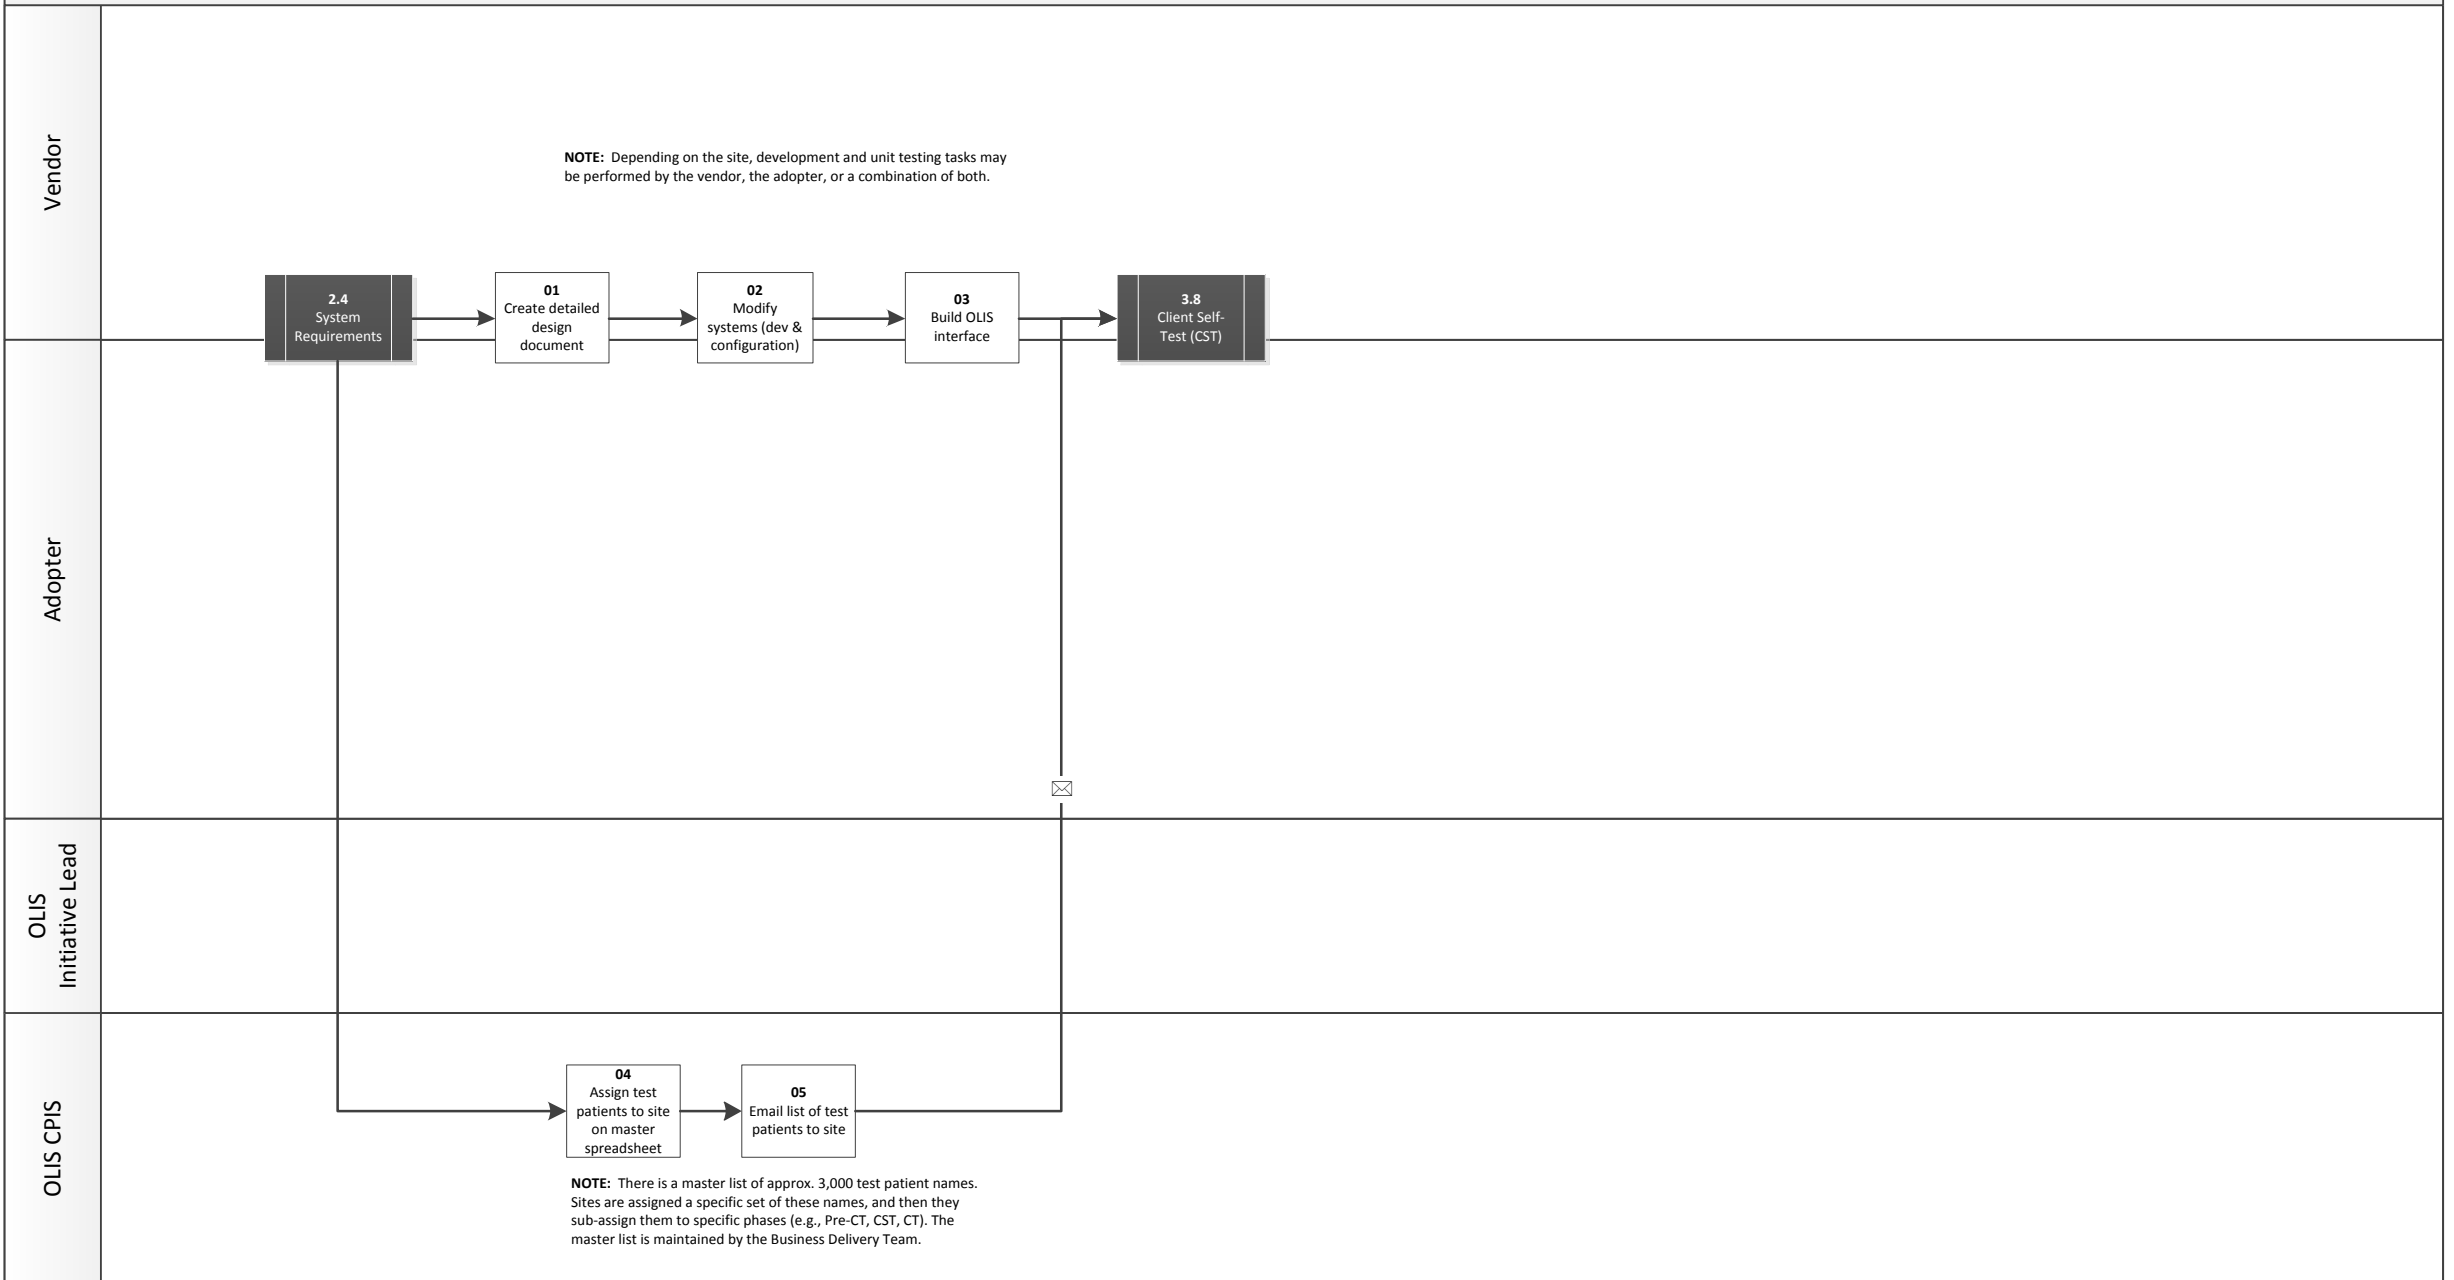 Vendor
NOTE: Depending on the site, development and unit testing tasks may
be performed by the vendor, the adopter, or a combination of both.
2.4
System
Requirements
01
Create detailed
design
document
02
Modify
systems (dev &
configuration)
03
Build OLIS
interface
3.8
Client Self-
Test (CST)
Adopter
OLIS
Initiative Lead
OLIS CPIS
04
Assign test
patients to site
on master
spreadsheet
05
Email list of test
patients to site
NOTE: There is a master list of approx. 3,000 test patient names.
Sites are assigned a specific set of these names, and then they
sub-assign them to specific phases (e.g., Pre-CT, CST, CT). The
master list is maintained by the Business Delivery Team.